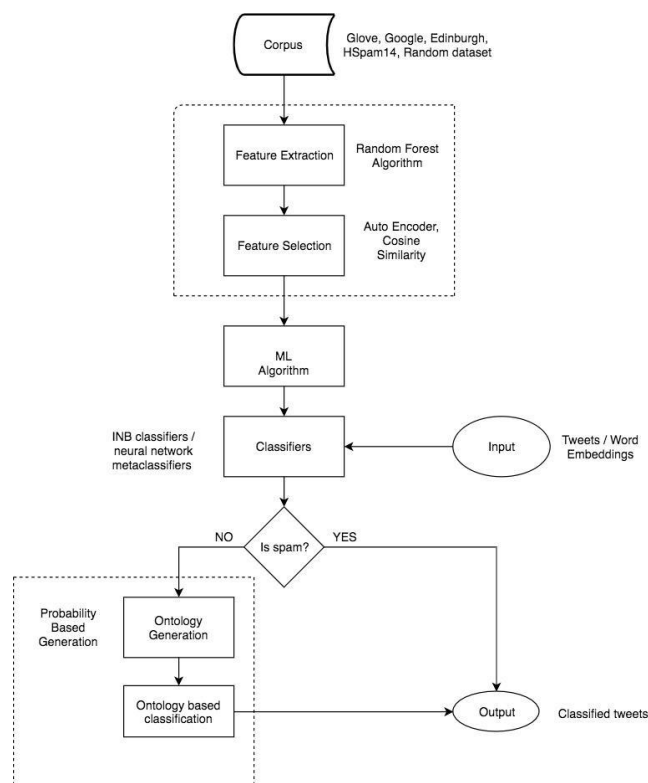 Corpus
Glove, Google, Edinburgh,
HSpam14, Random dataset
Feature Extraction
Random Forest
Algorithm
Feature Selection
Auto Encoder,
Cosine
Similarity
ML
Algorithm
INB classifiers /
neural network
metaclassifiers
Classifiers
Input
Tweets / Word
Embeddings
NO
Is spam?
YES
Probability
Based
Generation
Ontology
Generation
Ontology based
classification
Output
Classified tweets